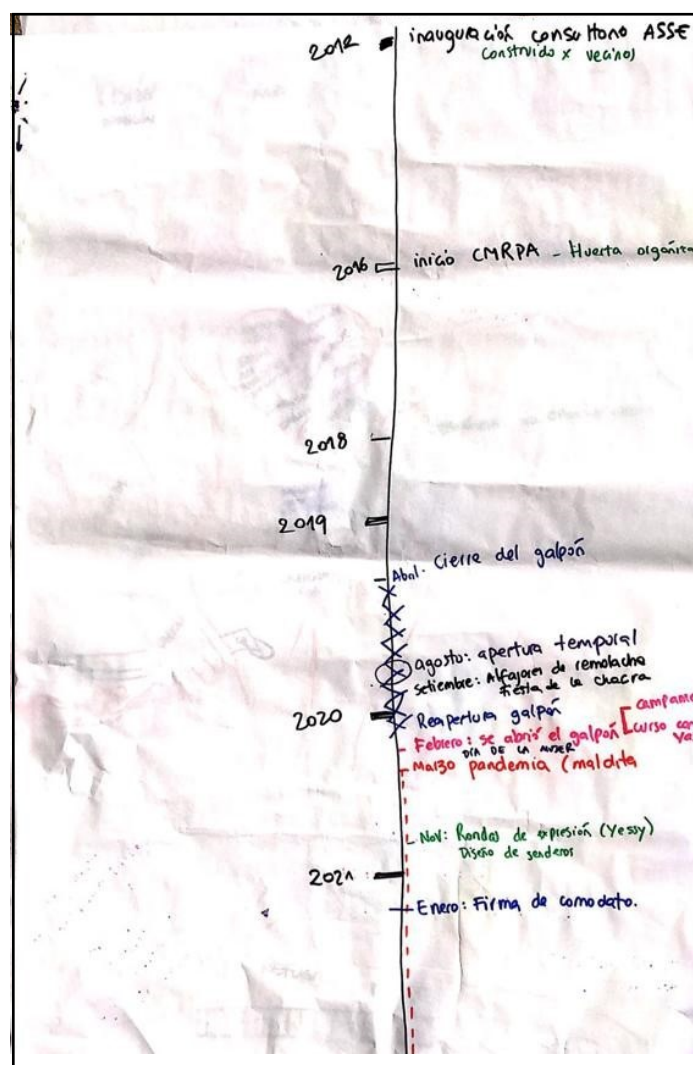 2012 inauguración consultorio ASSE
construido x vecinos
2016 inicio CMRPA - Huerta orgánica
2018
2019
Abril - Cierre del galpón
agosto: apertura temporal
setiembre: Alfajores de remolacha
fiesta de la chacra
2020 Reapertura galpón
Febrero: se abrió el galpón
curso
DÍA DE LA MUJER
Marzo pandemia (maldita
Nov: Rondas de expresión (Yessy)
Diseño de senderos
2021
Enero: Firma de comodato.